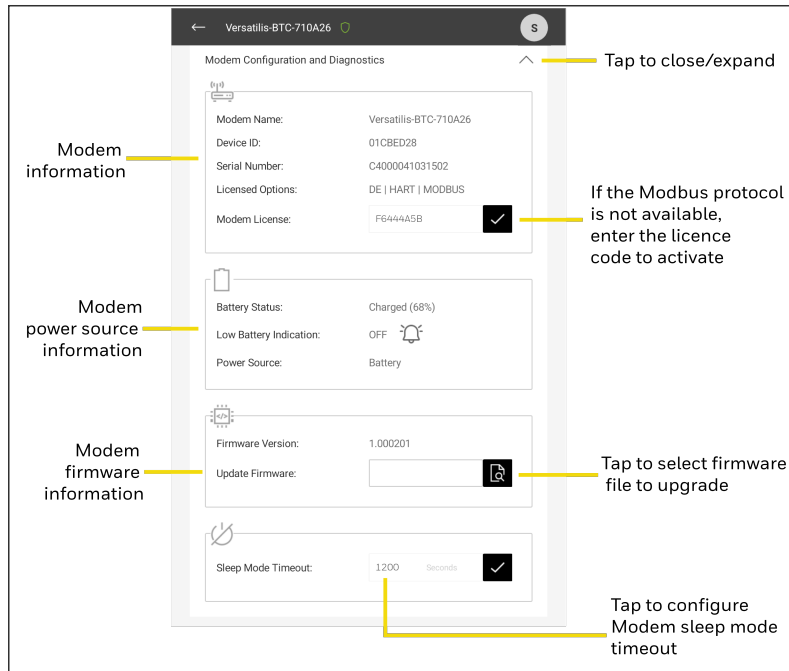 Versatilis-BTC-710A26
S
Modem Configuration and Diagnostics
Tap to close/expand
Modem
information
Modem Name: Versatilis-BTC-710A26
Device ID: 01CBED28
Serial Number: C4000041031502
Licensed Options: DE | HART | MODBUS
Modem License: F6444A5B
If the Modbus protocol
is not available,
enter the licence
code to activate
Modem
power source
information
Battery Status: Charged (68%)
Low Battery Indication: OFF
Power Source: Battery
Modem
firmware
information
Firmware Version: 1.000201
Update Firmware:
Tap to select firmware
file to upgrade
Sleep Mode Timeout: 1200 Seconds
Tap to configure
Modem sleep mode
timeout